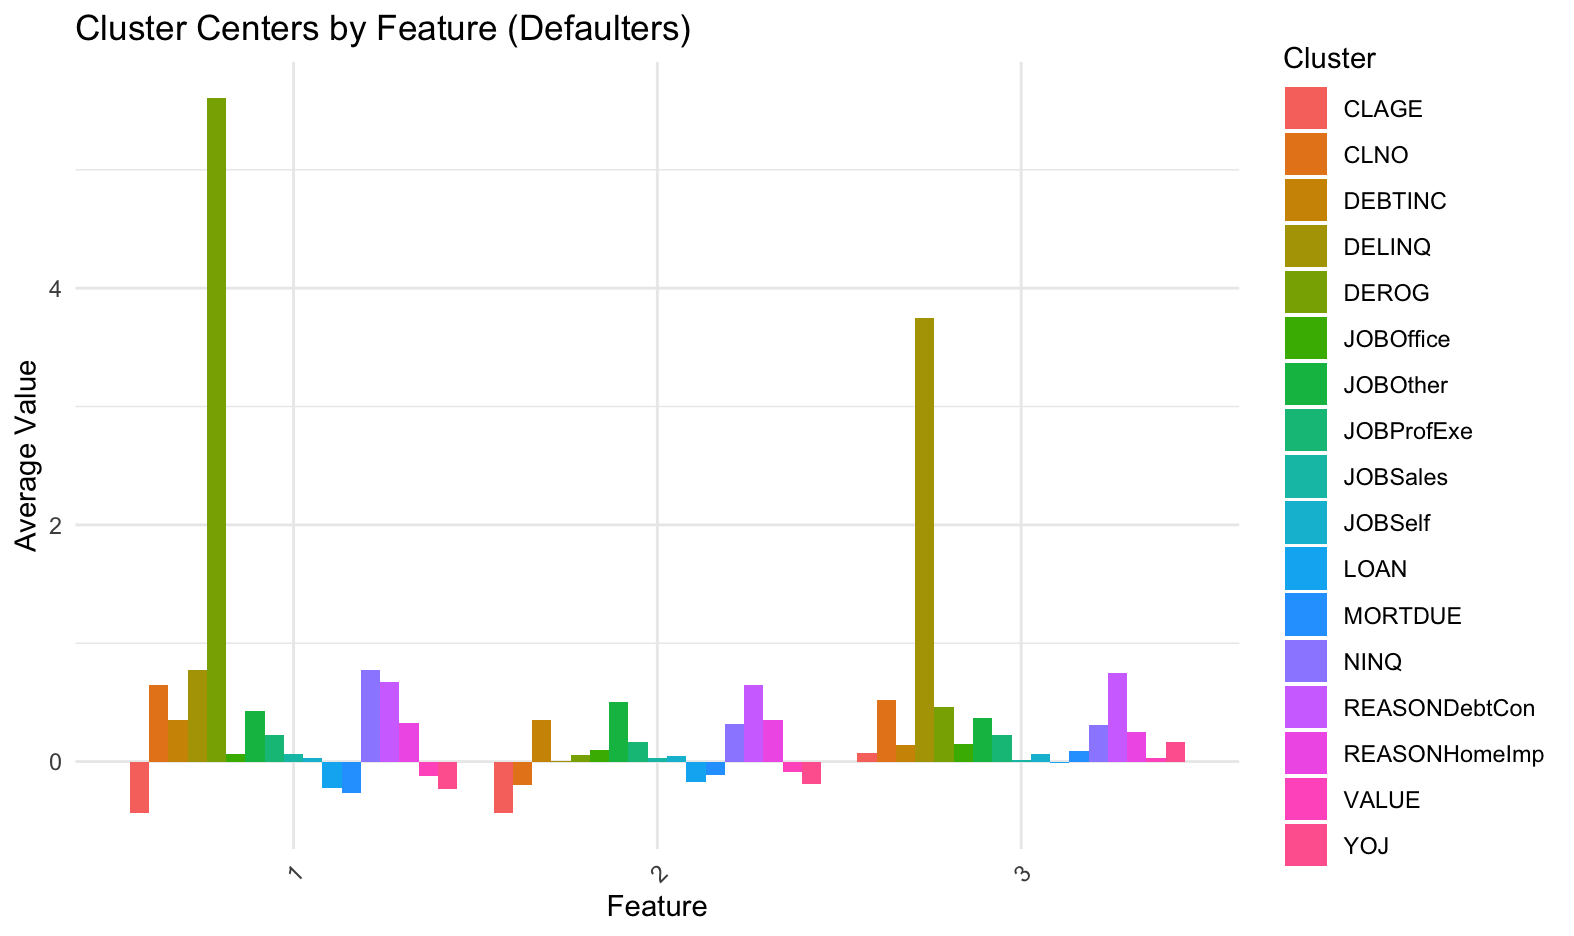 Cluster Centers by Feature (Defaulters)
Average Value
4
2
0
1
2
3
Feature
Cluster
CLAGE
CLNO
DEBTINC
DELINQ
DEROG
JOBOffice
JOBOther
JOBProfExe
JOBSales
JOBSelf
LOAN
MORTDUE
NINQ
REASONDebtCon
REASONHomeImp
VALUE
YOJ